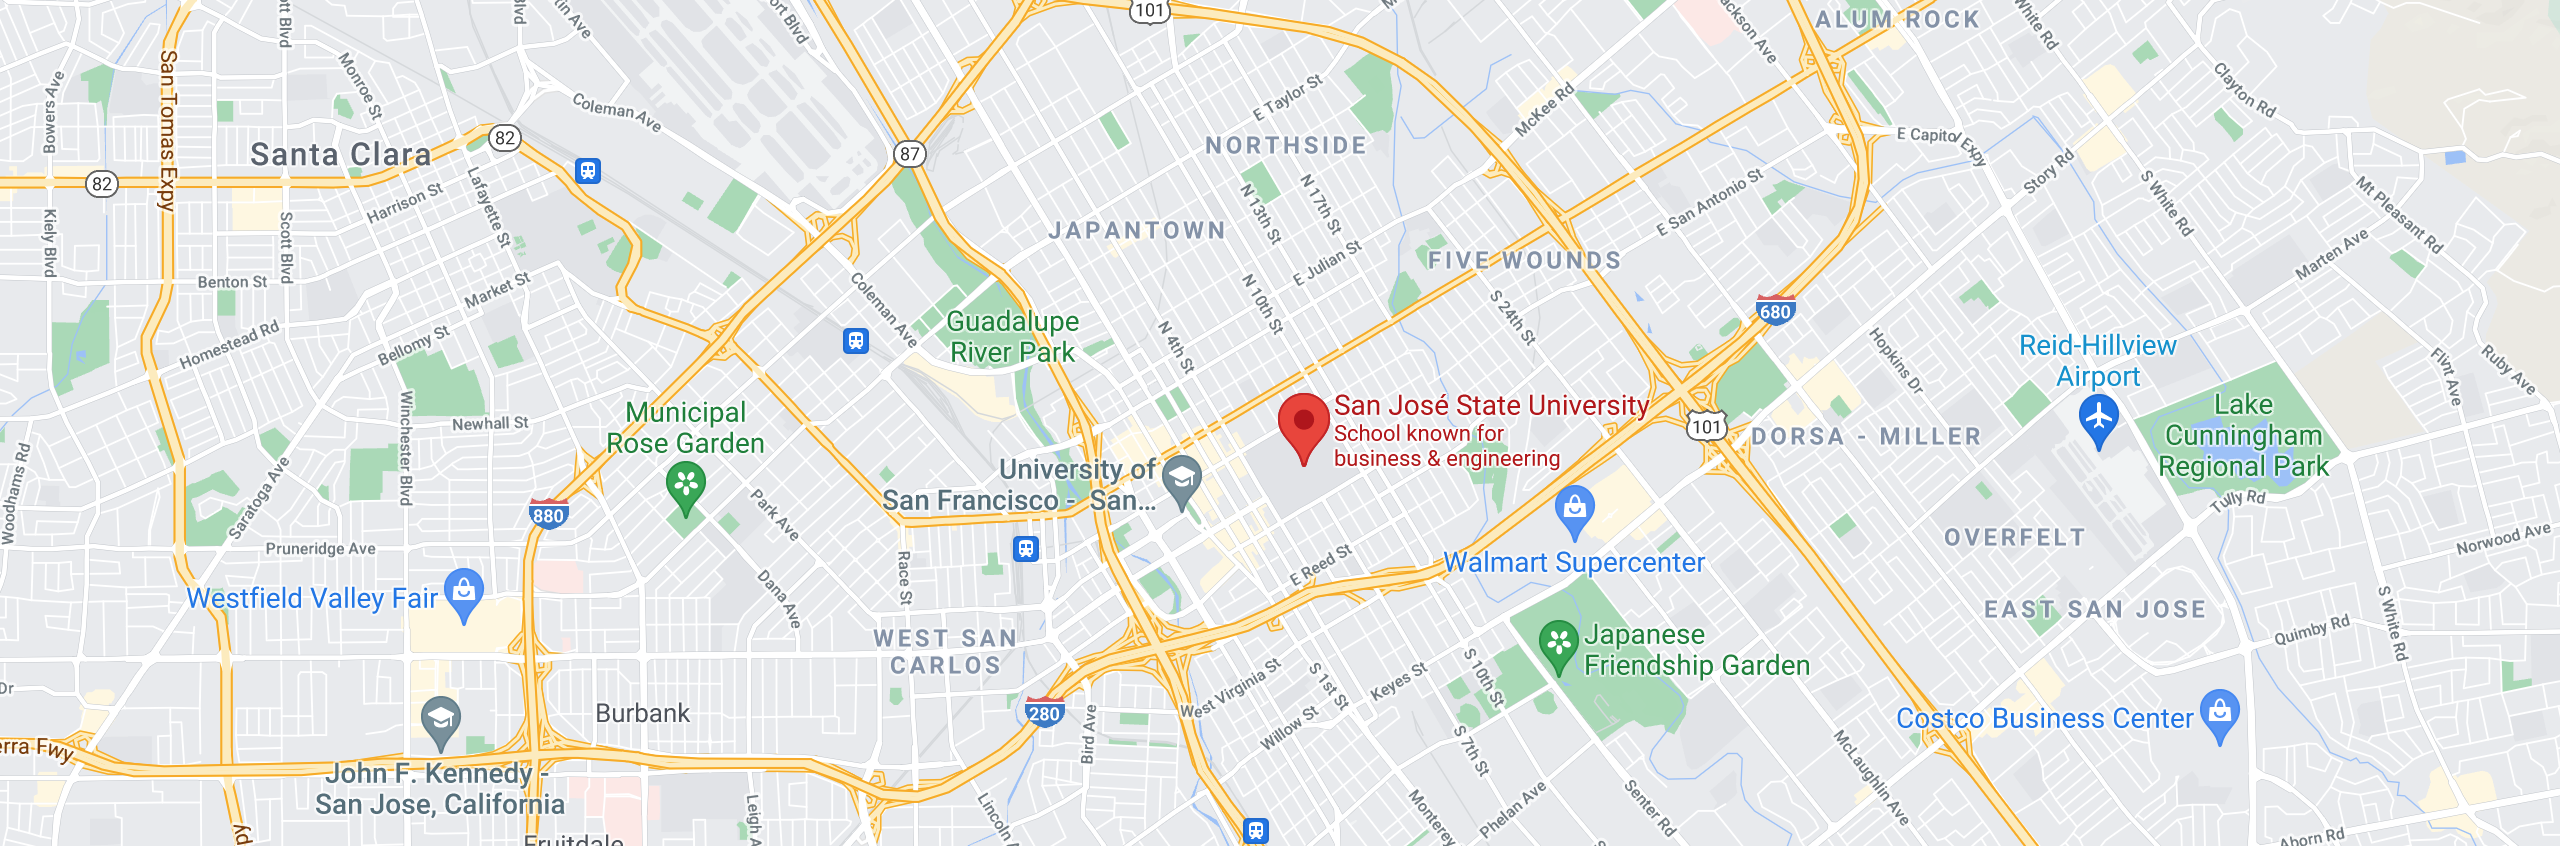 101
ALUM ROCK
White Rd
Clayton Rd
Monroe St
Bowers Ave
San Tomas Expy
Coleman Ave
E Taylor St
McKee Rd
82
87
NORTHSIDE
E Capitol Expy
Santa Clara
Story Rd
82
Lafayette St
Harrison St
N 13th St
N 17th St
E San Antonio St
S White Rd
Mt Pleasant Rd
Kiely Blvd
Scott Blvd
JAPANTOWN
E Julian St
FIVE WOUNDS
Marten Ave
Benton St
Market St
Coleman Ave
N 10th St
S 24th St
680
Homestead Rd
Bellomy St
Guadalupe
River Park
N 4th St
Hopkins Dr
Reid-Hillview
Airport
Flint Ave
Ruby Ave
Winchester Blvd
Newhall St
Municipal
Rose Garden
San José State University
School known for
business & engineering
101
DORSA - MILLER
Lake
Cunningham
Regional Park
Tully Rd
Woodhams Rd
Saratoga Ave
880
Park Ave
University of
San Francisco - San...
Pruneridge Ave
Race St
E Reed St
Walmart Supercenter
OVERFELT
Norwood Ave
Westfield Valley Fair
Dana Ave
WEST SAN
CARLOS
EAST SAN JOSE
Quimby Rd
S White Rd
Japanese
Friendship Garden
Dr
Burbank
280
Bird Ave
West Virginia St
S 1st St
Keyes St
S 10th St
Willow St
S 7th St
Costco Business Center
erra Fwy
John F. Kennedy -
San Jose, California
Leigh A
Lincoln A
Monterey
Phelan Ave
Senter Rd
McLaughlin Ave
Aborn Rd
Fruitdale